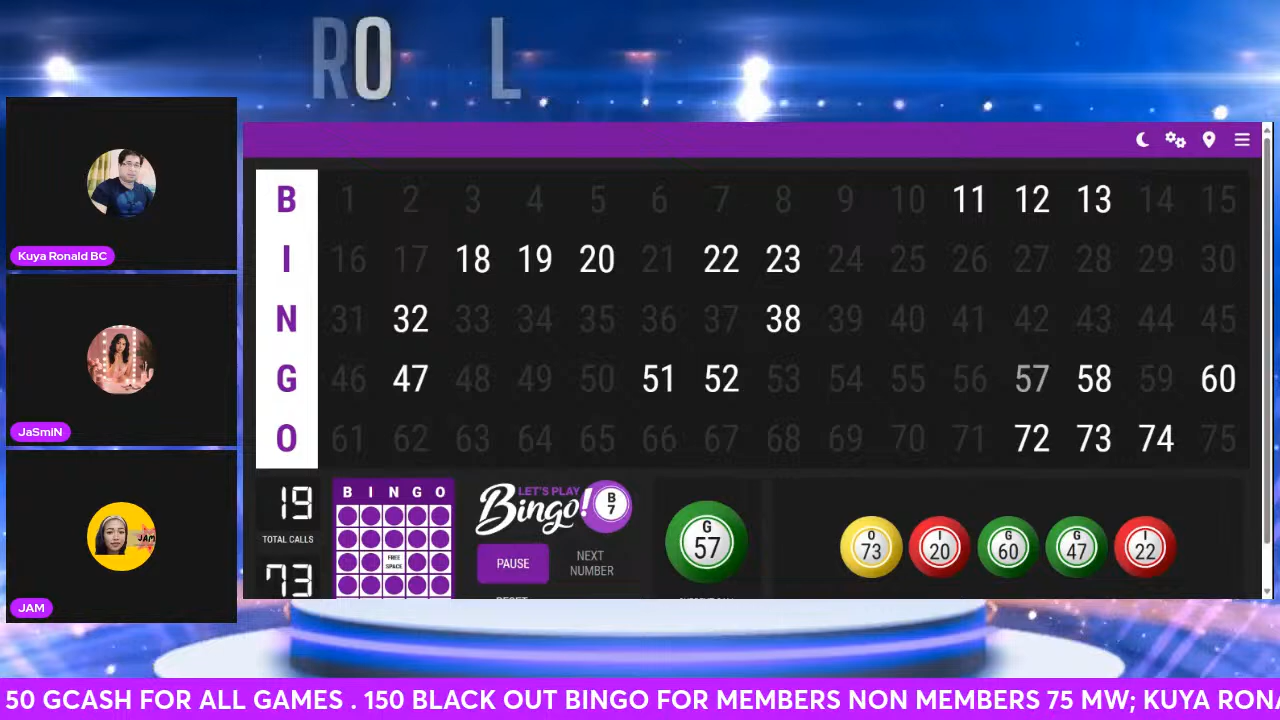 RO L
Kuya Ronald BC
JaSmiN
JAM
B 1 2 3 4 5 6 7 8 9 10 11 12 13 14 15
I 16 17 18 19 20 21 22 23 24 25 26 27 28 29 30
N 31 32 33 34 35 36 37 38 39 40 41 42 43 44 45
G 46 47 48 49 50 51 52 53 54 55 56 57 58 59 60
O 61 62 63 64 65 66 67 68 69 70 71 72 73 74 75
19
TOTAL CALLS
73
B I N G O
FREE
SPACE
LET'S PLAY
Bingo!
B
7
PAUSE
NEXT
NUMBER
G
57
O
73
I
20
G
60
G
47
I
22
JAM
50 GCASH FOR ALL GAMES . 150 BLACK OUT BINGO FOR MEMBERS NON MEMBERS 75 MW; KUYA RONA